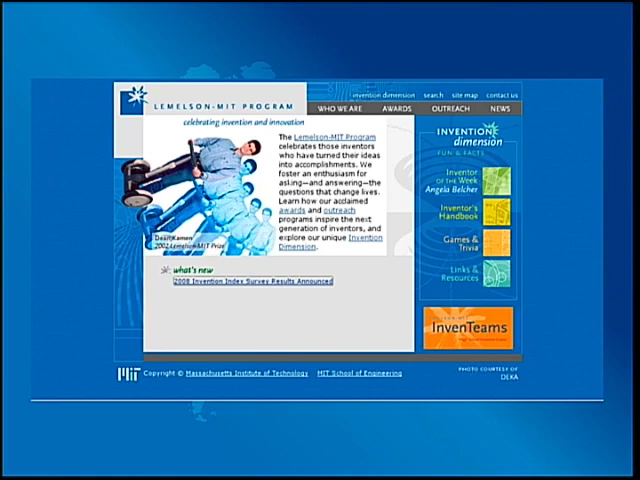 invention dimension search site map contact us
LEMELSON-MIT PROGRAM
WHO WE ARE AWARDS OUTREACH NEWS
celebrating invention and innovation
The Lemelson-MIT Program
celebrates those inventors
who have turned their ideas
into accomplishments. We
foster an enthusiasm for
asking—and answering—the
questions that change lives.
Learn how our acclaimed
awards and outreach
programs inspire the next
generation of inventors, and
explore our unique Invention
Dimension.
Dean Kamen
2002 Lemelson-MIT Prize
what's new
2008 Invention Index Survey Results Announced
INVENTION
dimension
FUN & FACTS
Inventor
OF THE Week
Angela Belcher
Inventor's
Handbook
Games &
Trivia
Links &
Resources
InvenTeams
MIT Copyright © Massachusetts Institute of Technology MIT School of Engineering
PHOTO COURTESY OF
DEKA